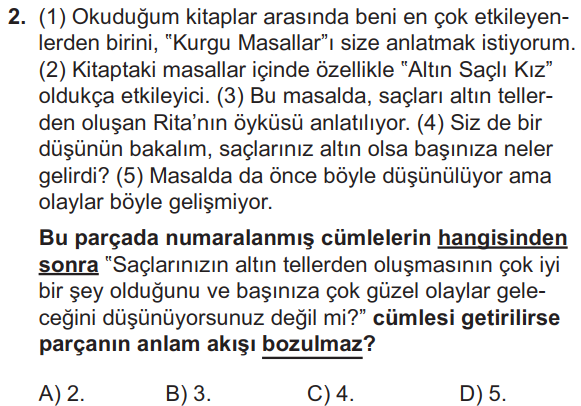 2. (1) Okuduğum kitaplar arasında beni en çok etkileyen-
lerden birini, "Kurgu Masallar"ı size anlatmak istiyorum.
(2) Kitaptaki masallar içinde özellikle "Altın Saçlı Kız"
oldukça etkileyici. (3) Bu masalda, saçları altın teller-
den oluşan Rita’nın öyküsü anlatılıyor. (4) Siz de bir
düşünün bakalım, saçlarınız altın olsa başınıza neler
gelirdi? (5) Masalda da önce böyle düşünülüyor ama
olaylar böyle gelişmiyor.
Bu parçada numaralanmış cümlelerin hangisinden
sonra "Saçlarınızın altın tellerden oluşmasının çok iyi
bir şey olduğunu ve başınıza çok güzel olaylar gele-
ceğini düşünüyorsunuz değil mi?" cümlesi getirilirse
parçanın anlam akışı bozulmaz?
A) 2. B) 3. C) 4. D) 5.